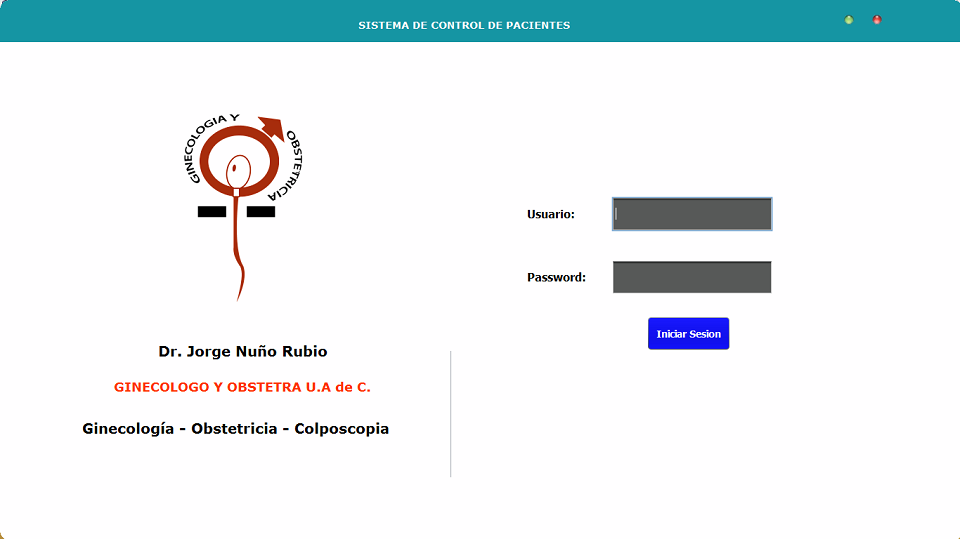 SISTEMA DE CONTROL DE PACIENTES
GINECOLOGIA Y OBSTETRICIA
Dr. Jorge Nuño Rubio
GINECOLOGO Y OBSTETRA U.A de C.
Ginecología - Obstetricia - Colposcopia
Usuario:
Password:
Iniciar Sesion